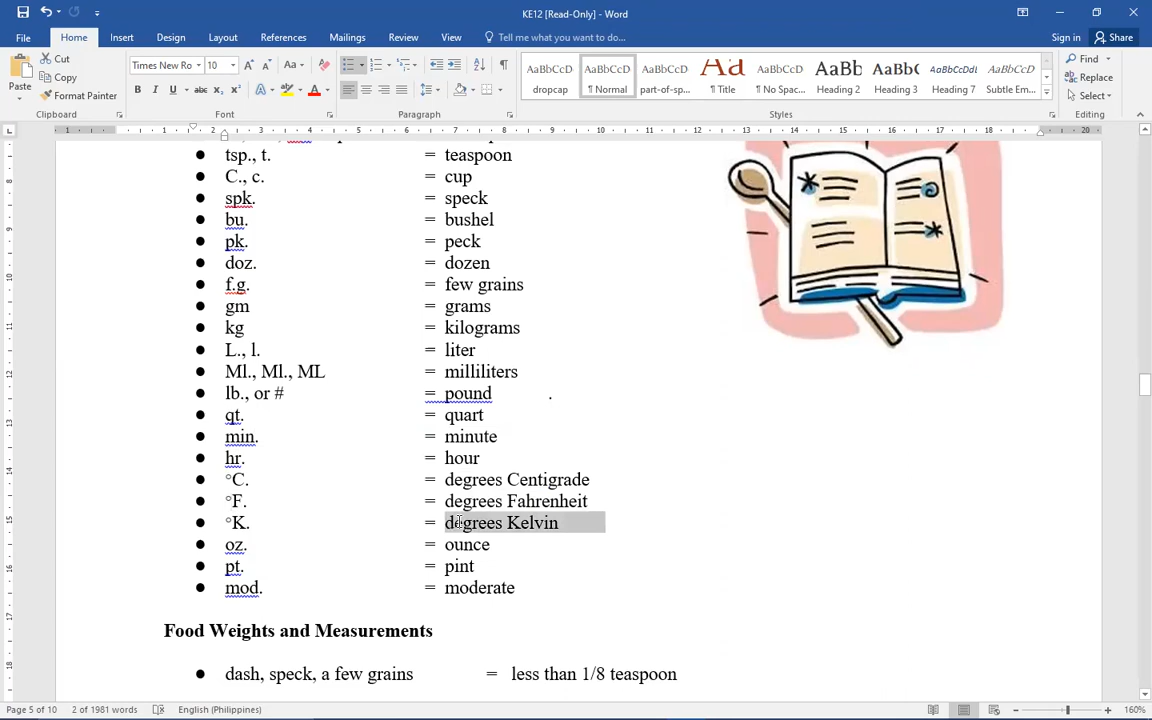 KE12 [Read-Only] - Word
File Home Insert Design Layout References Mailings Review View Tell me what you want to do... Sign in Share
Paste Cut Times New Ro 10 AaBbCcD AaBbCcD AaBbCcD AaB AaBbCcD AaBbC AaBbC AaBbCcDdI AaBbCcD Find
Copy Replace
Format Painter B I U abc X₂ X² dropcap ¶ Normal part-of-sp... ¶ Title ¶ No Spac... Heading 2 Heading 3 Heading 7 Subtle Em... Select
Clipboard Font Paragraph Styles Editing
tsp., t. = teaspoon
C., c. = cup
spk. = speck
bu. = bushel
pk. = peck
doz. = dozen
f.g. = few grains
gm = grams
kg = kilograms
L., l. = liter
Ml., Ml., ML = milliliters
lb., or # = pound .
qt. = quart
min. = minute
hr. = hour
°C. = degrees Centigrade
°F. = degrees Fahrenheit
°K. = degrees Kelvin
oz. = ounce
pt. = pint
mod. = moderate
Food Weights and Measurements
dash, speck, a few grains = less than 1/8 teaspoon
Page 5 of 10 2 of 1981 words English (Philippines) 160%